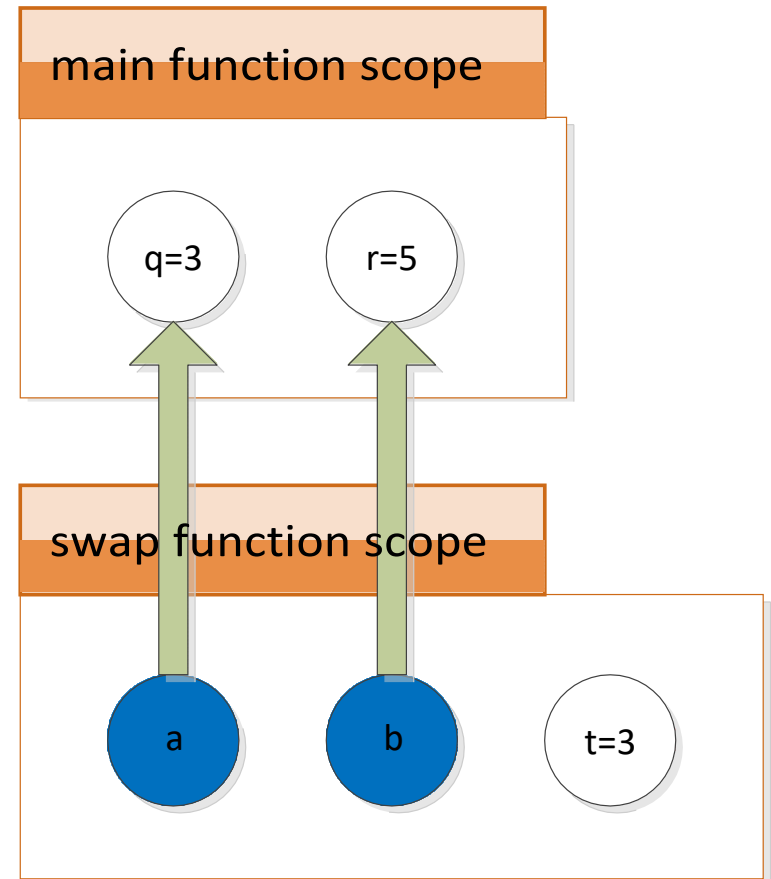 main function scope
q=3
r=5
swap function scope
a
b
t=3